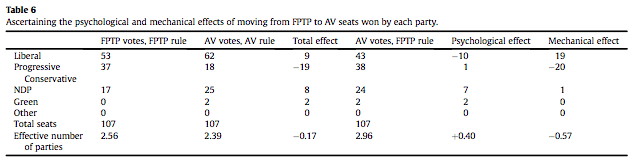 Table 6
Ascertaining the psychological and mechanical effects of moving from FPTP to AV seats won by each party.
FPTP votes, FPTP rule AV votes, AV rule Total effect AV votes, FPTP rule Psychological effect Mechanical effect
Liberal 53 62 9 43 −10 19
Progressive 37 18 −19 38 1 −20
Conservative
NDP 17 25 8 24 7 1
Green 0 2 2 2 2 0
Other 0 0 0 0 0 0
Total seats 107 107 107
Effective number 2.56 2.39 −0.17 2.96 +0.40 −0.57
of parties